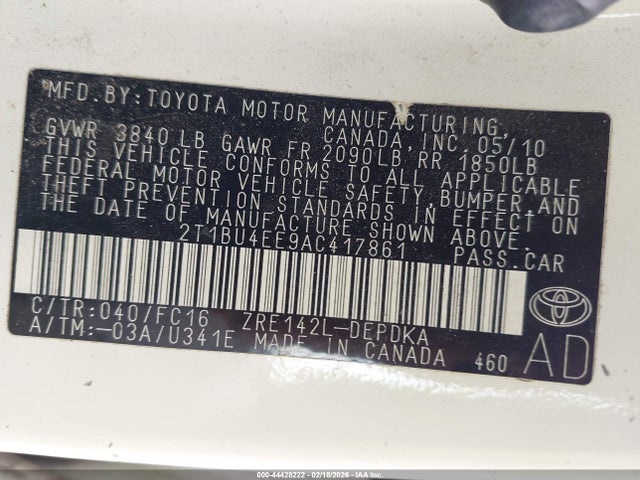 MFD. BY: TOYOTA MOTOR MANUFACTURING,
CANADA, INC. 05/10
GVWR 3840 LB GAWR FR 2090LB RR 1850LB
THIS VEHICLE CONFORMS TO ALL APPLICABLE
FEDERAL MOTOR VEHICLE SAFETY, BUMPER, AND
THEFT PREVENTION STANDARDS IN EFFECT ON
THE DATE OF MANUFACTURE SHOWN ABOVE.
2T1BU4EE9AC417861 PASS.CAR
C/TR: 040/FC16 ZRE142L-DEPDKA
A/TM:-03A/U341E MADE IN CANADA 460
AD
000-44428222 - 02/18/2026 - IAA Inc.